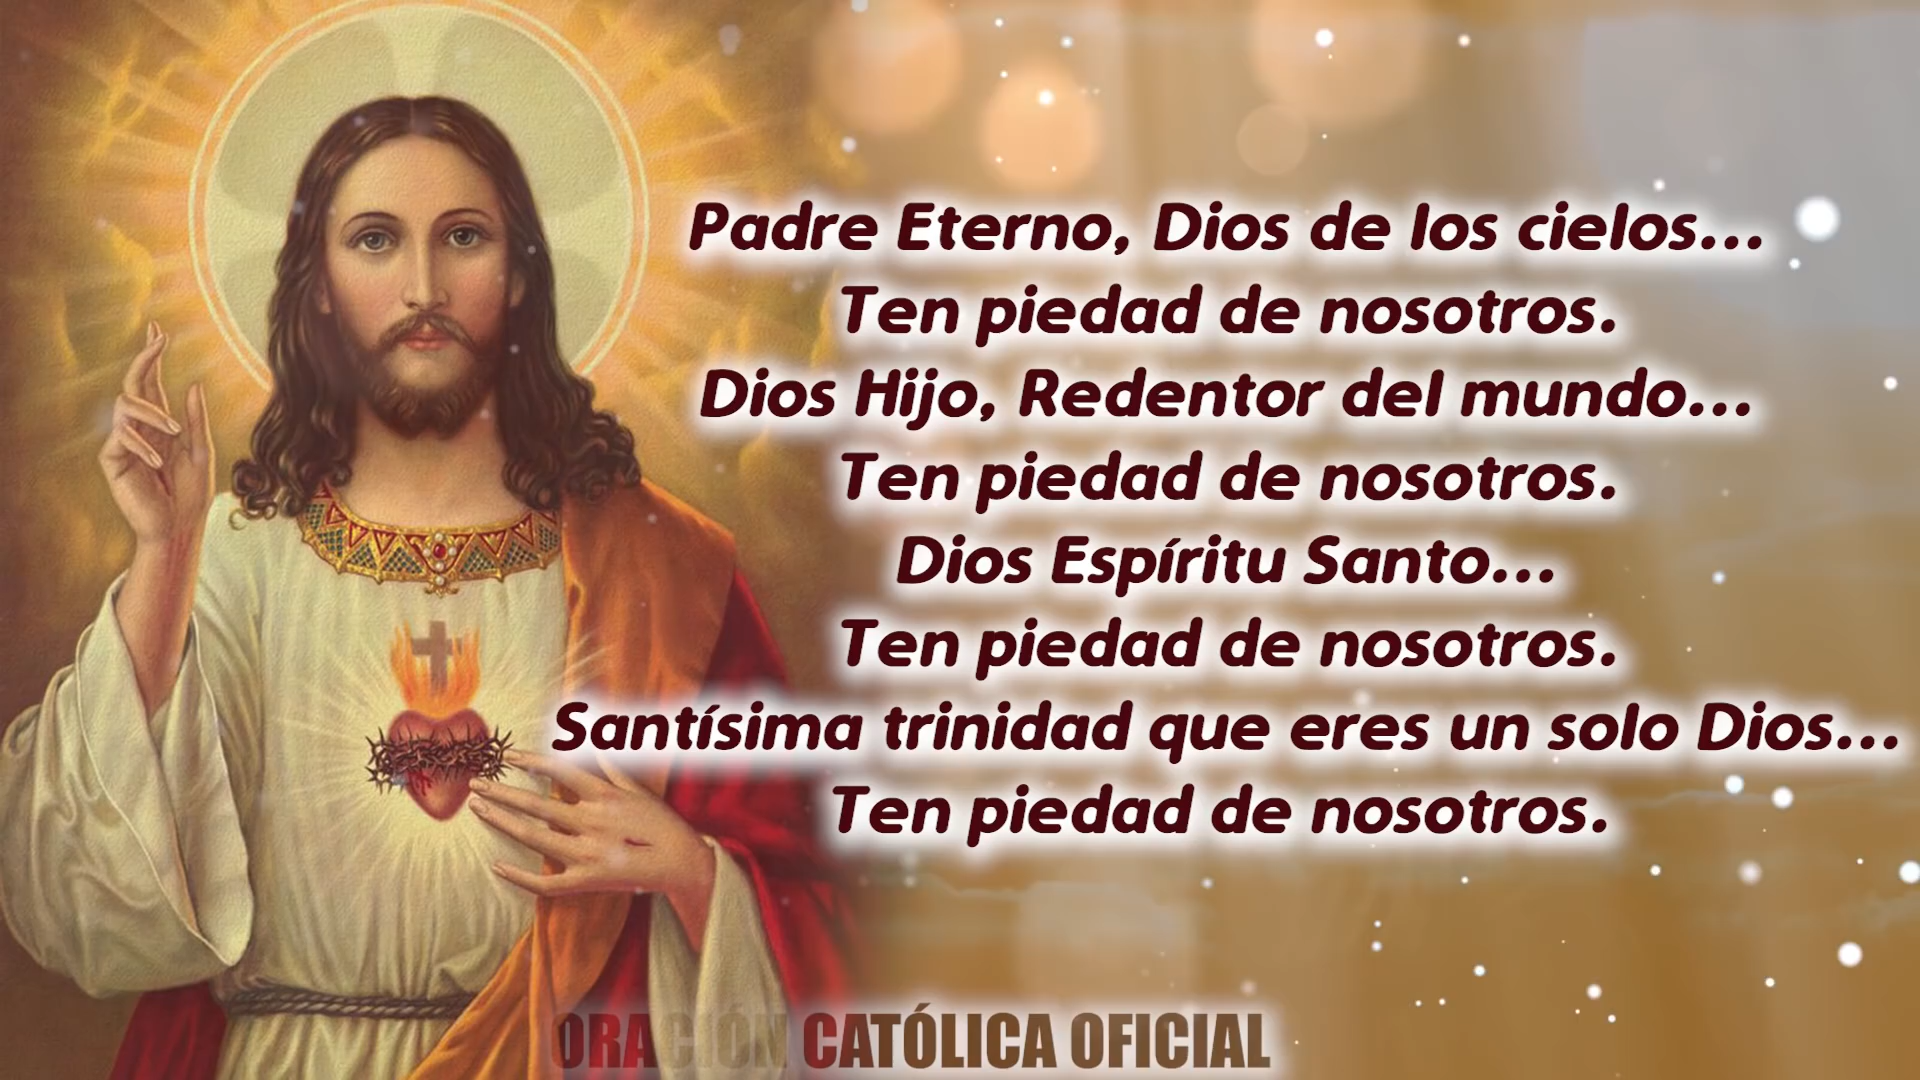 Padre Eterno, Dios de los cielos...
Ten piedad de nosotros.
Dios Hijo, Redentor del mundo...
Ten piedad de nosotros.
Dios Espíritu Santo...
Ten piedad de nosotros.
Santísima trinidad que eres un solo Dios...
Ten piedad de nosotros.
ORACIÓN CATÓLICA OFICIAL